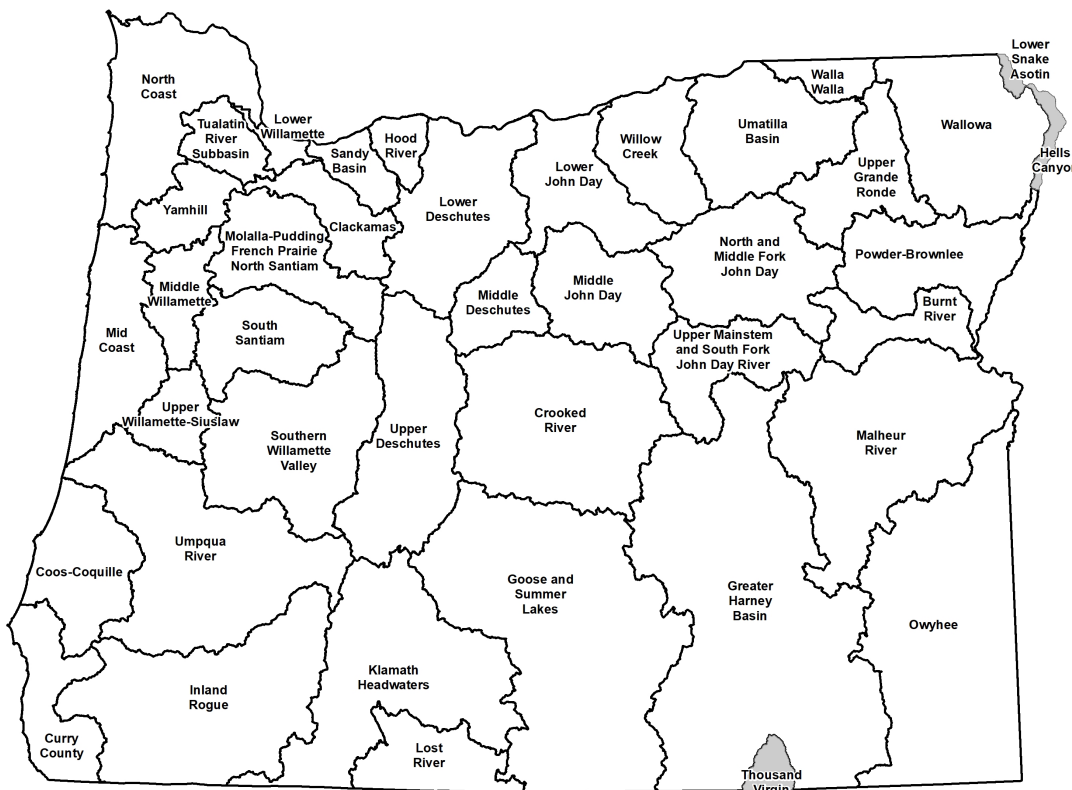 Lower
Snake
Asotin
North
Coast
Walla
Walla
Tualatin
River
Subbasin
Lower
Willamette
Sandy
Basin
Hood
River
Willow
Creek
Umatilla
Basin
Wallowa
Hells
Canyo
Lower
John Day
Upper
Grande
Ronde
Yamhill
Lower
Deschutes
Clackamas
Molalla-Pudding
French Prairie
North Santiam
North and
Middle Fork
John Day
Powder-Brownlee
Middle
Willamette
Middle
Deschutes
Middle
John Day
Burnt
River
Mid
Coast
South
Santiam
Upper Mainstem
and South Fork
John Day River
Upper
Willamette-Siuslaw
Southern
Willamette
Valley
Upper
Deschutes
Crooked
River
Malheur
River
Umpqua
River
Coos-Coquille
Goose and
Summer
Lakes
Greater
Harney
Basin
Owyhee
Inland
Rogue
Klamath
Headwaters
Curry
County
Lost
River
Thousand
Virgin